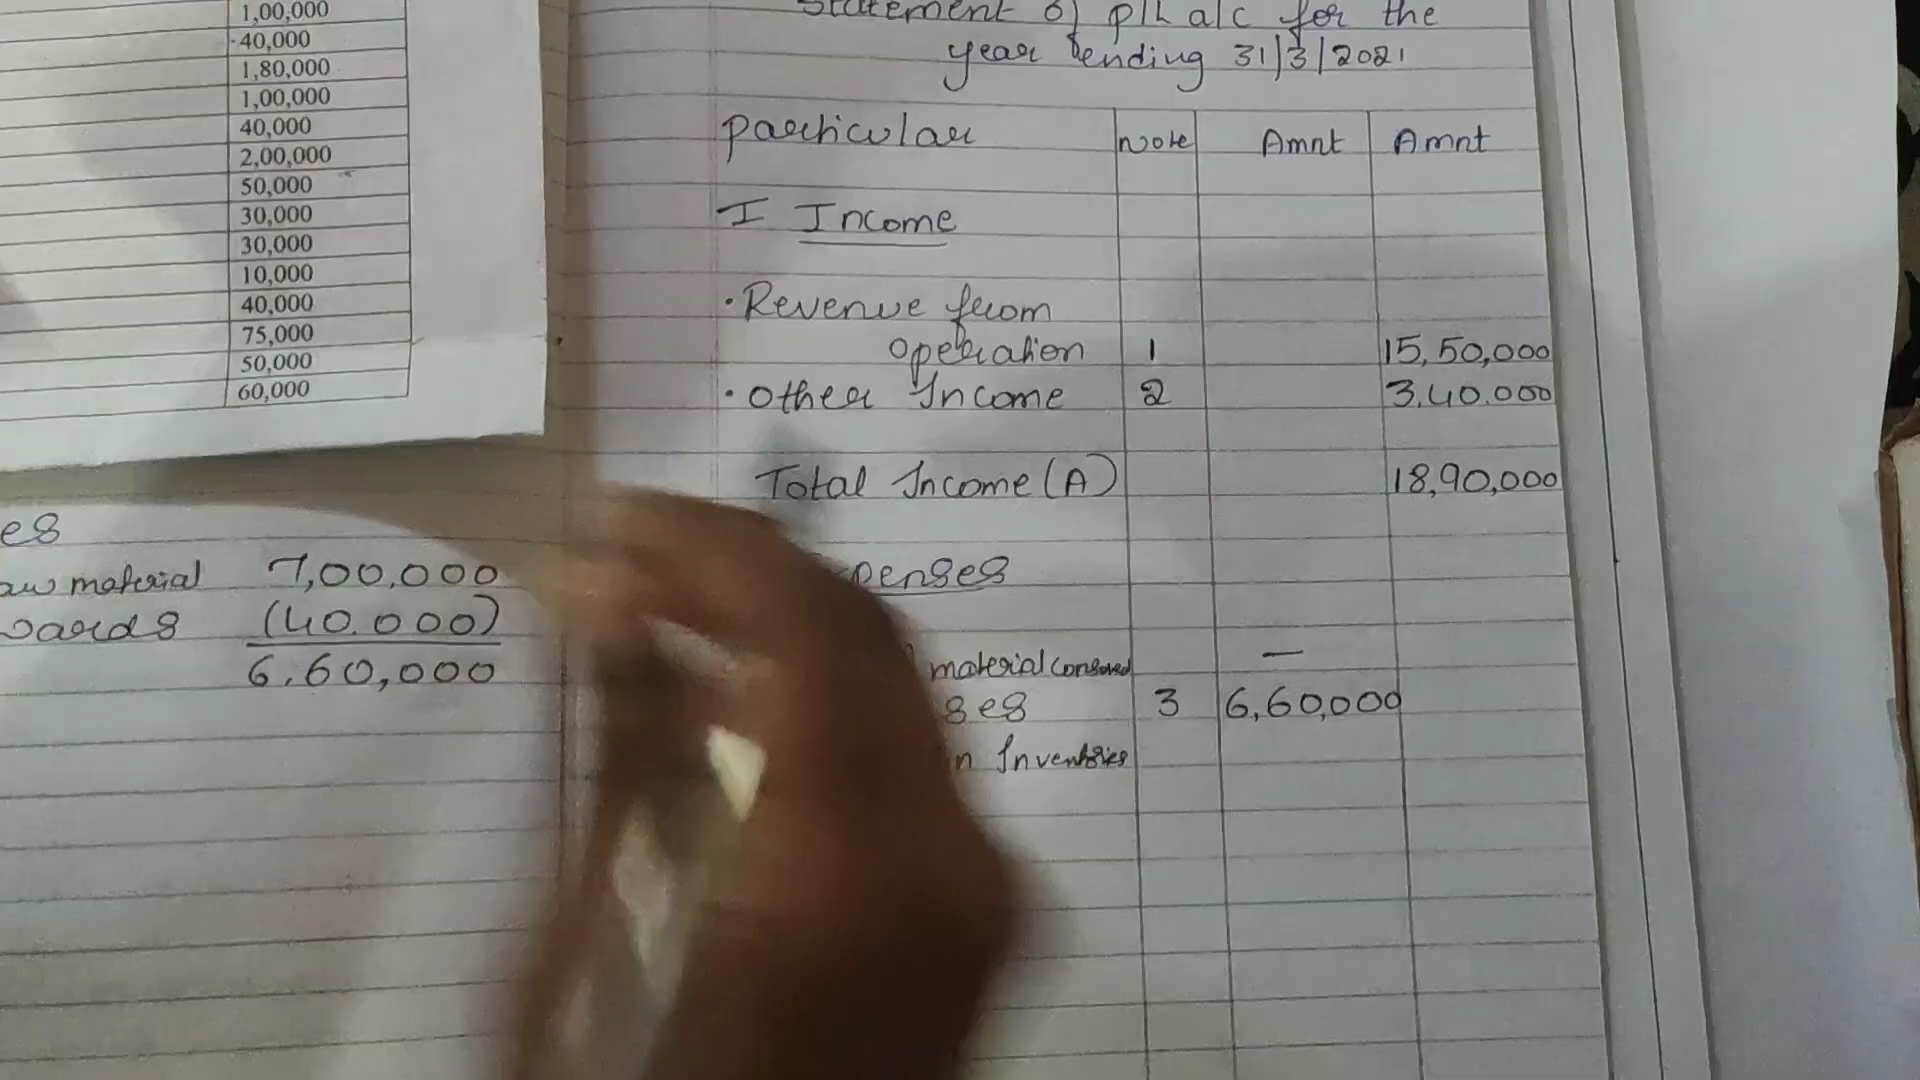 1,00,000
40,000
1,80,000
1,00,000
40,000
2,00,000
50,000
30,000
30,000
10,000
40,000
75,000
50,000
60,000
es
aw material 7,00,000
wards (40,000)
6,60,000
Statement of P/L a/c for the
year ending 31/3/2021
Particular Note Amnt Amnt
I Income
• Revenue from
Operation 1 15,50,000
• Other Income 2 3,40,000
Total Income (A) 18,90,000
penses
material Consumed —
ses 3 6,60,000
n Inventories